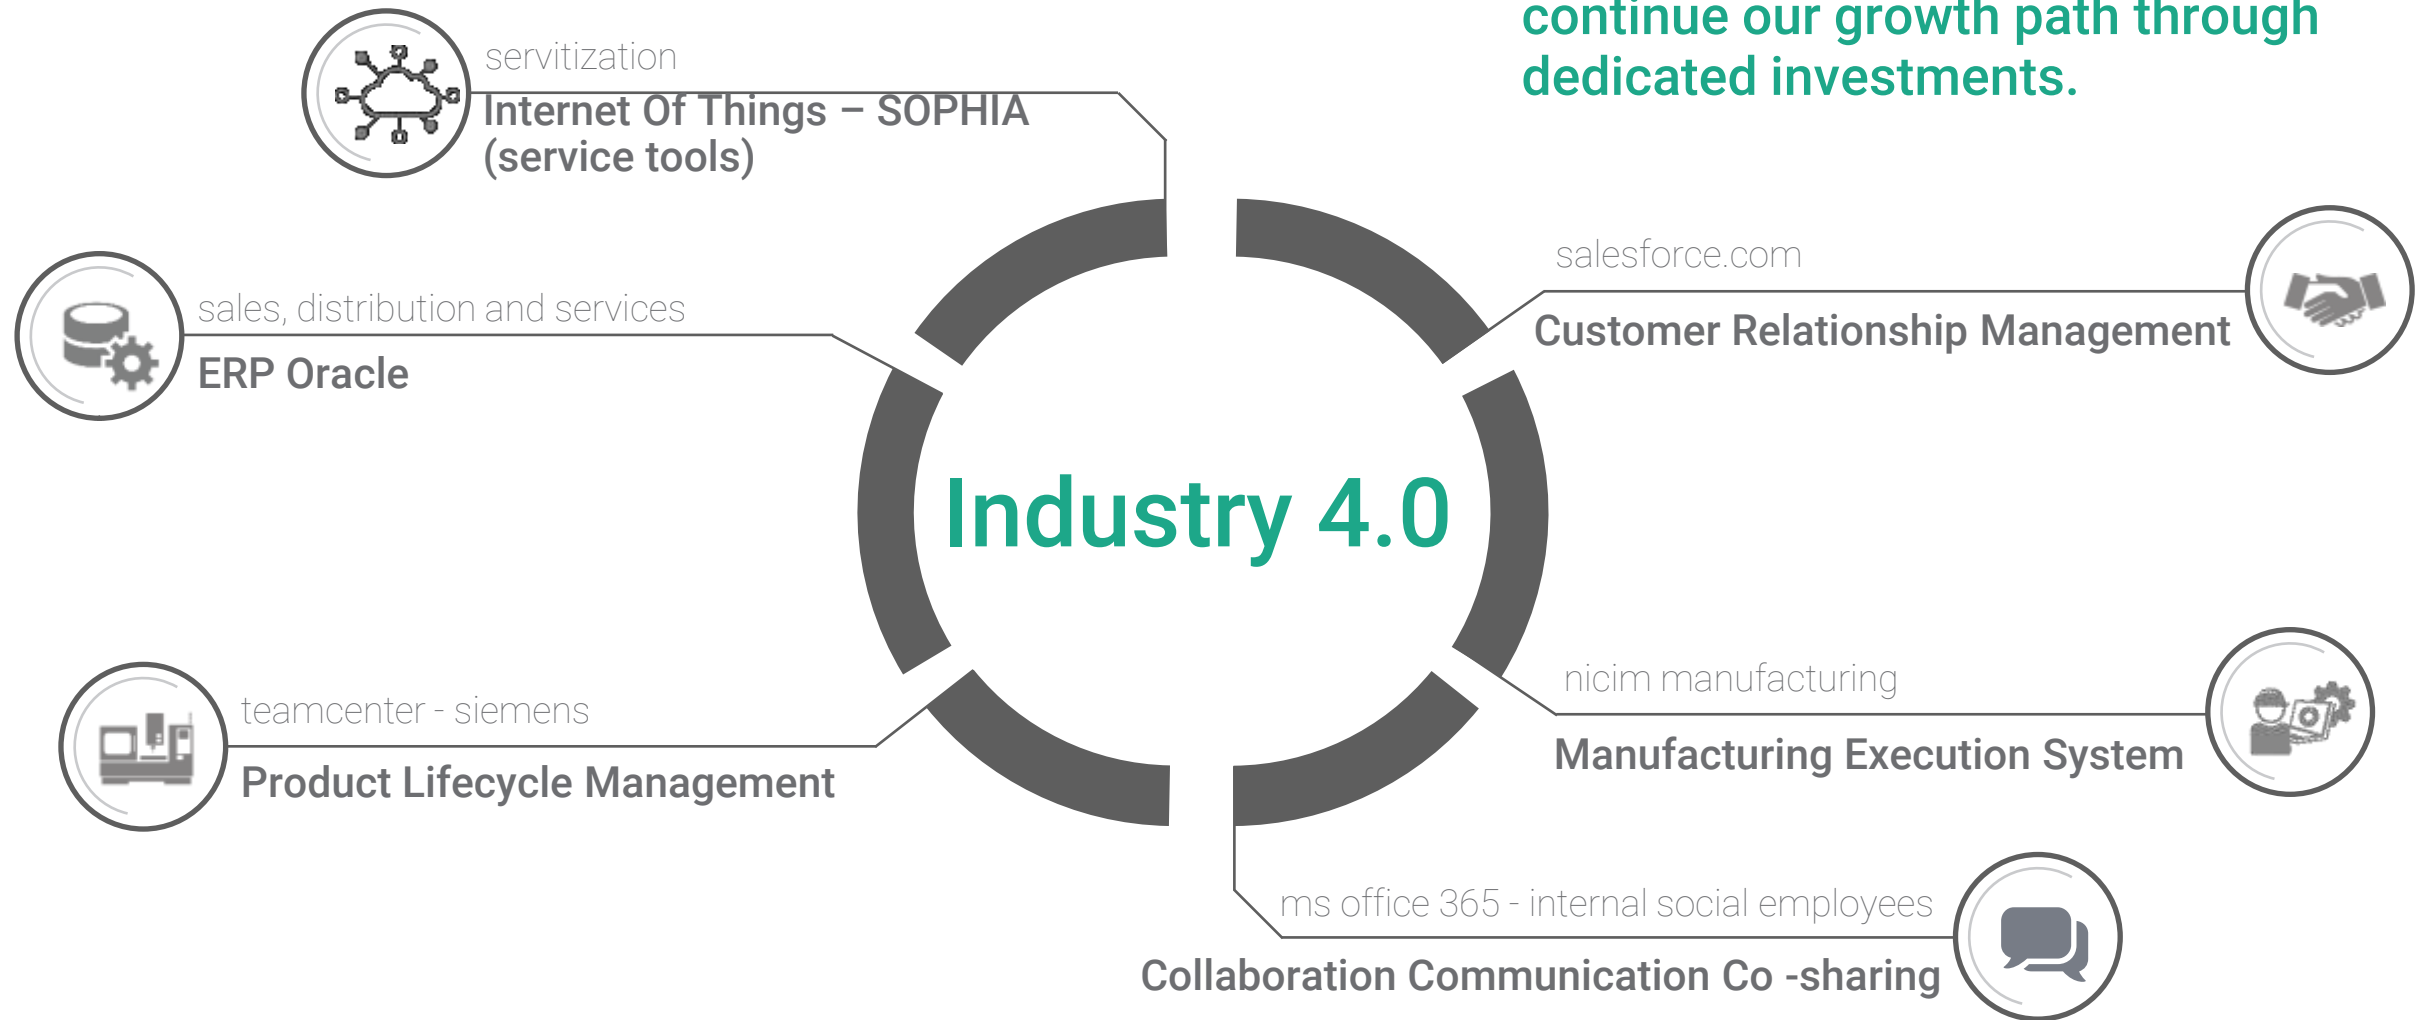 continue our growth path through
dedicated investments.
servitization
Internet Of Things – SOPHIA
(service tools)
salesforce.com
Customer Relationship Management
sales, distribution and services
ERP Oracle
Industry 4.0
nicim manufacturing
Manufacturing Execution System
teamcenter - siemens
Product Lifecycle Management
ms office 365 - internal social employees
Collaboration Communication Co -sharing